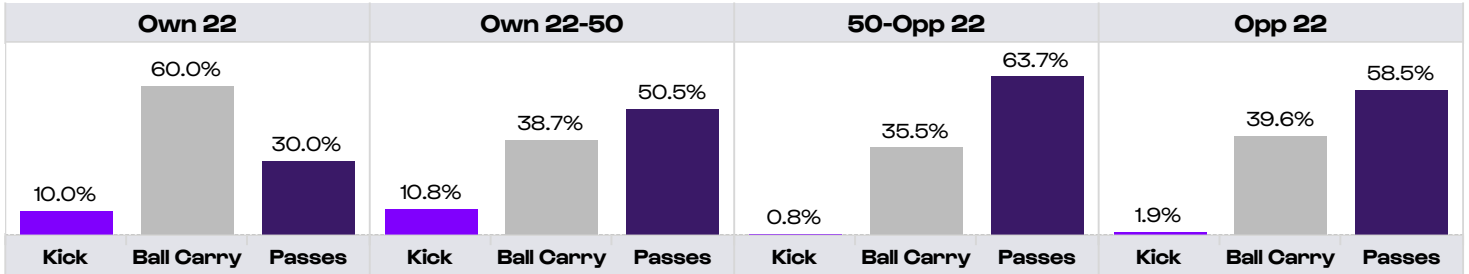 Own 22 Own 22-50 50-Opp 22 Opp 22
63.7%
60.0% 58.5%
50.5%
38.7% 35.5% 39.6%
30.0%
10.0% 10.8%
0.8% 1.9%
Kick Ball Carry Passes Kick Ball Carry Passes Kick Ball Carry Passes Kick Ball Carry Passes